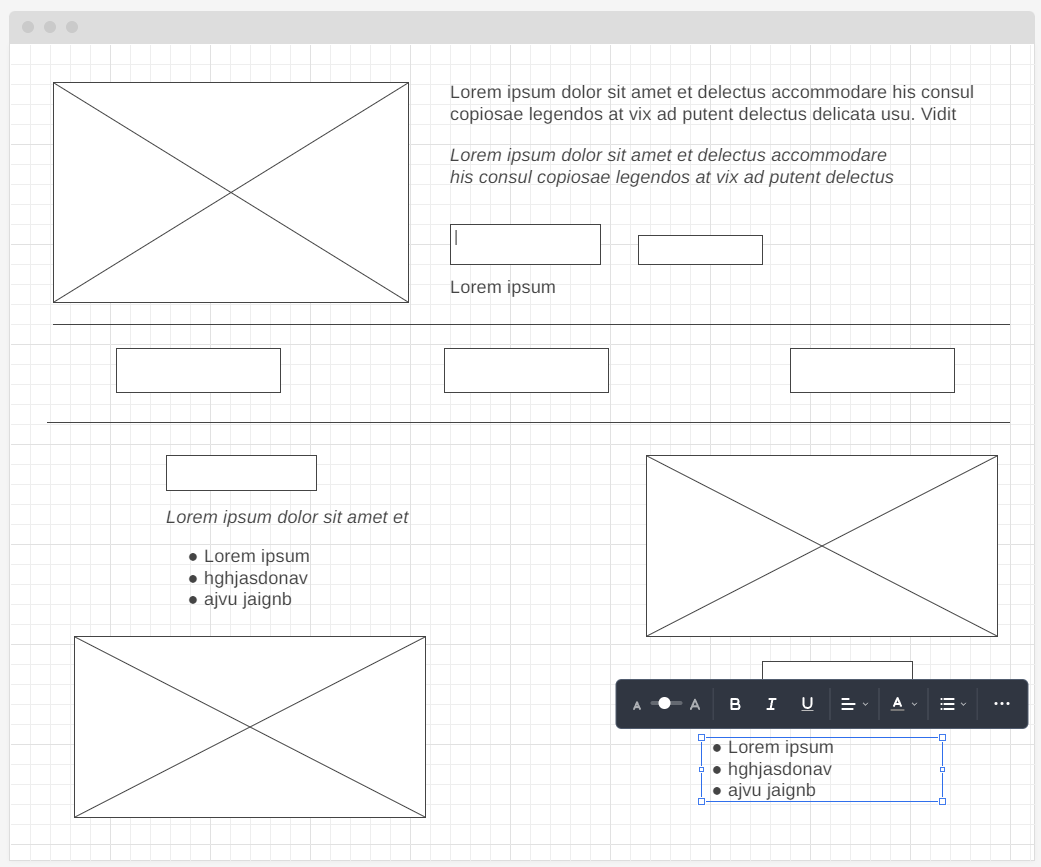 Lorem ipsum dolor sit amet et delectus accommodare his consul
copiosae legendos at vix ad putent delectus delicata usu. Vidit
Lorem ipsum dolor sit amet et delectus accommodare
his consul copiosae legendos at vix ad putent delectus
Lorem ipsum
Lorem ipsum dolor sit amet et
● Lorem ipsum
● hghjasdonav
● ajvu jaignb
A A B I U A
● Lorem ipsum
● hghjasdonav
● ajvu jaignb